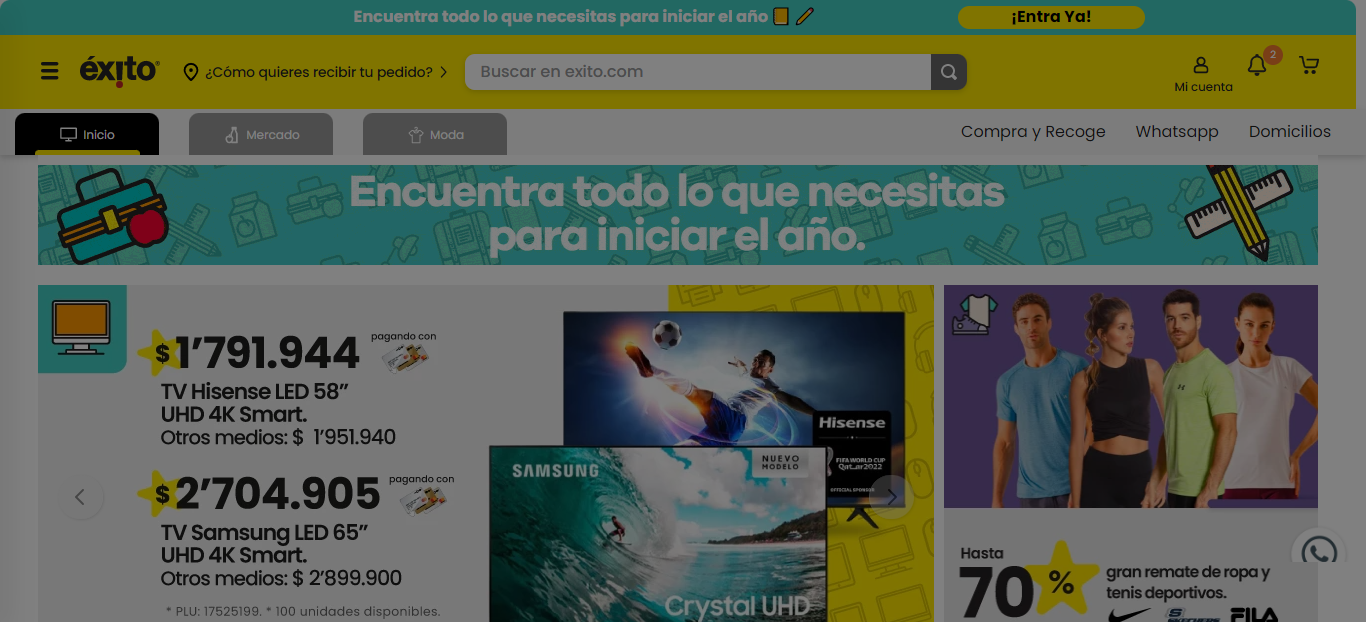 Encuentra todo lo que necesitas para iniciar el año
¡Entra Ya!
éxito
¿Cómo quieres recibir tu pedido?
Buscar en exito.com
Mi cuenta
2
Inicio
Mercado
Moda
Compra y Recoge
Whatsapp
Domicilios
Encuentra todo lo que necesitas
para iniciar el año.
$1’791.944
pagando con
TV Hisense LED 58”
UHD 4K Smart.
Otros medios: $ 1’951.940
$2’704.905
pagando con
TV Samsung LED 65”
UHD 4K Smart.
Otros medios: $ 2’899.900
* PLU: 17525199. * 100 unidades disponibles.
Hisense
FIFA WORLD CUP
Qatar2022
OFFICIAL SPONSOR
SAMSUNG
NUEVO
MODELO
Crystal UHD
Hasta
70%
gran remate de ropa y
tenis deportivos.
SKECHERS
FILA